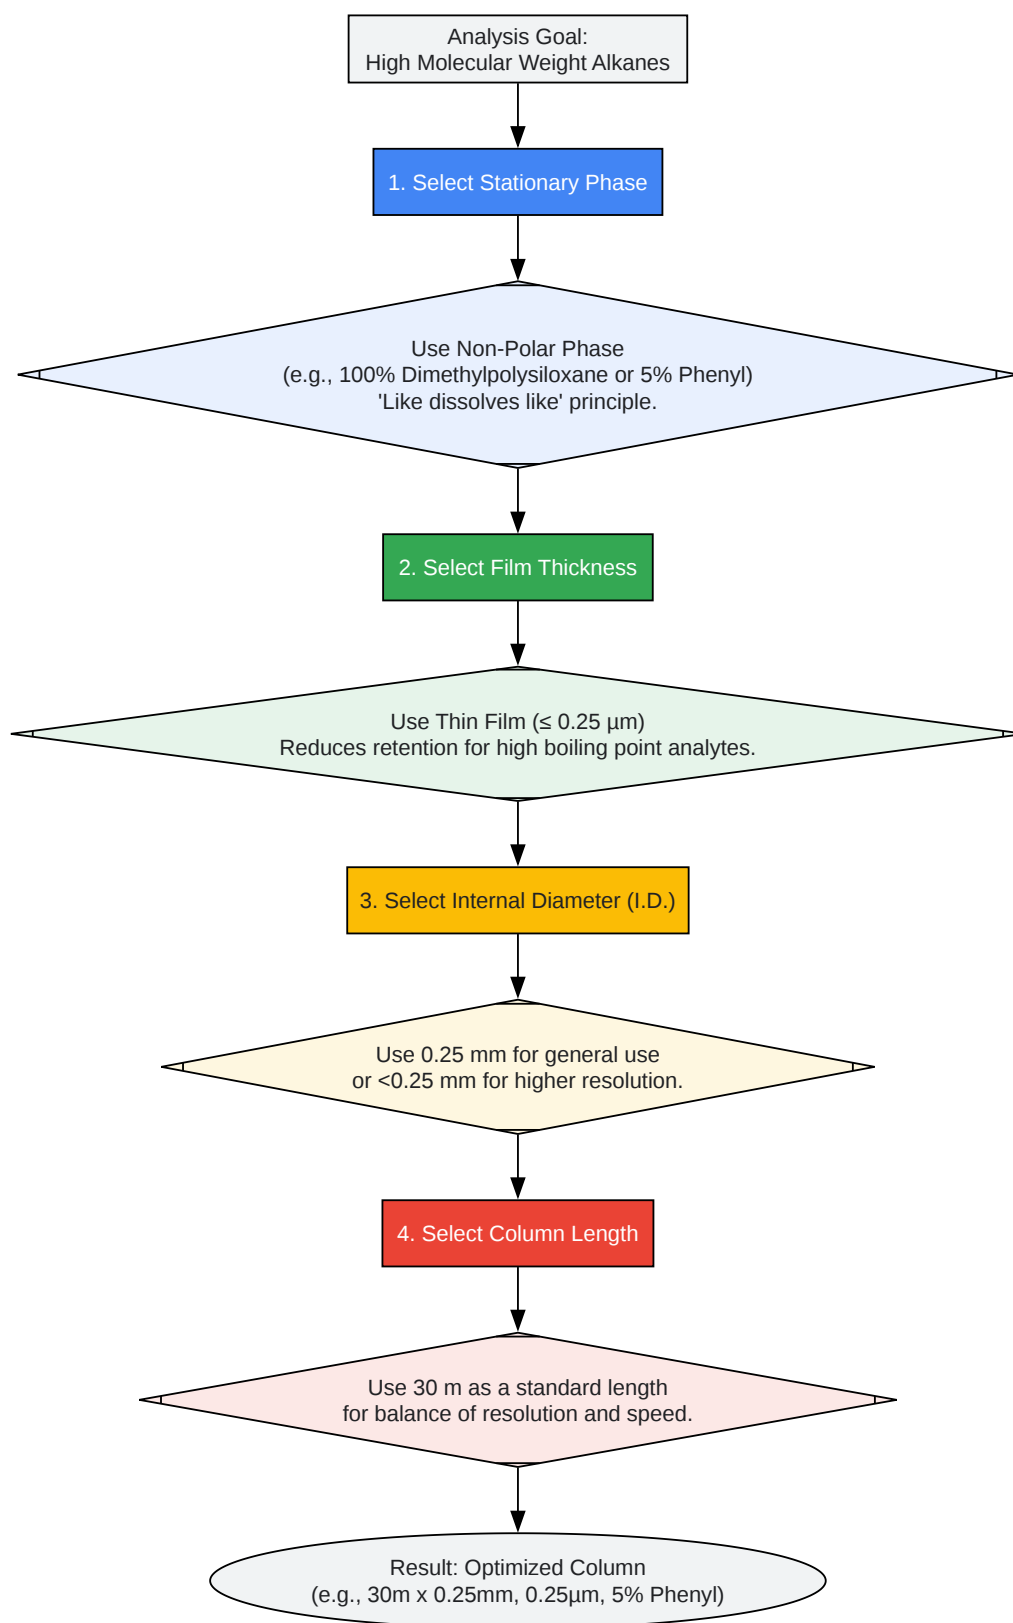 Analysis Goal:
High Molecular Weight Alkanes
1. Select Stationary Phase
Use Non-Polar Phase
(e.g., 100% Dimethylpolysiloxane or 5% Phenyl)
'Like dissolves like' principle.
2. Select Film Thickness
Use Thin Film (≤ 0.25 µm)
Reduces retention for high boiling point analytes.
3. Select Internal Diameter (I.D.)
Use 0.25 mm for general use
or <0.25 mm for higher resolution.
4. Select Column Length
Use 30 m as a standard length
for balance of resolution and speed.
Result: Optimized Column
(e.g., 30m x 0.25mm, 0.25µm, 5% Phenyl)